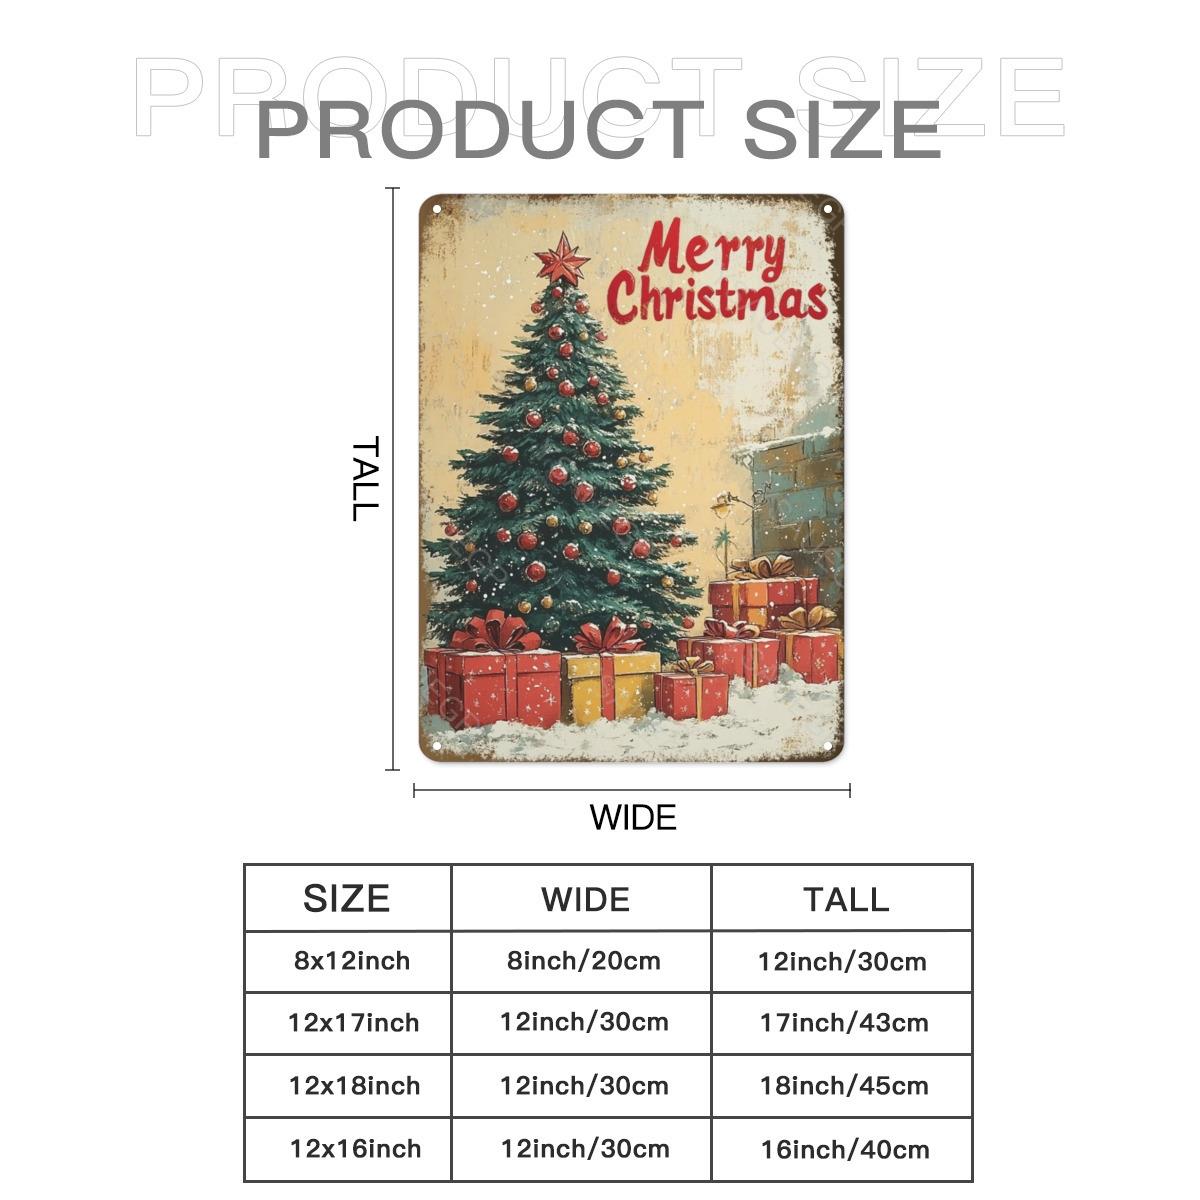 PRODUCT SIZE
PRODUCT SIZE
Merry
Christmas
TALL
WIDE
SIZE WIDE TALL
8x12inch 8inch/20cm 12inch/30cm
12x17inch 12inch/30cm 17inch/43cm
12x18inch 12inch/30cm 18inch/45cm
12x16inch 12inch/30cm 16inch/40cm